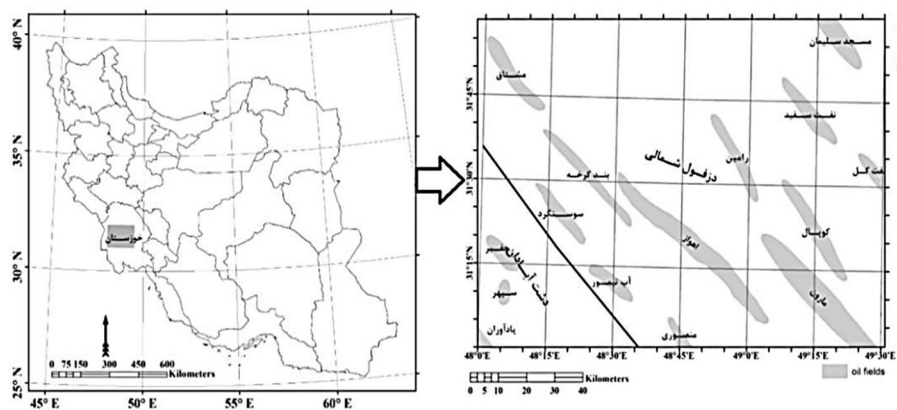 40° N
35° N
30° N
25° N
45° E
50° E
55° E
60° E
خوزستان
0 75 150 300 450 600
Kilometers
31°45'N
31°30'N
31°15'N
48°0'E
48°15'E
48°30'E
48°45'E
49°0'E
49°15'E
49°30'E
مسجد سلیمان
مشتاق
نفت سفید
رامین
دزفول شمالی
بند کرخه
سوسنگرد
کوپال
اهواز
دشت آبادان
آب تیمور
سپهر
مارون
منصوری
یادآوران
0 5 10 20 30 40
Kilometers
oil fields